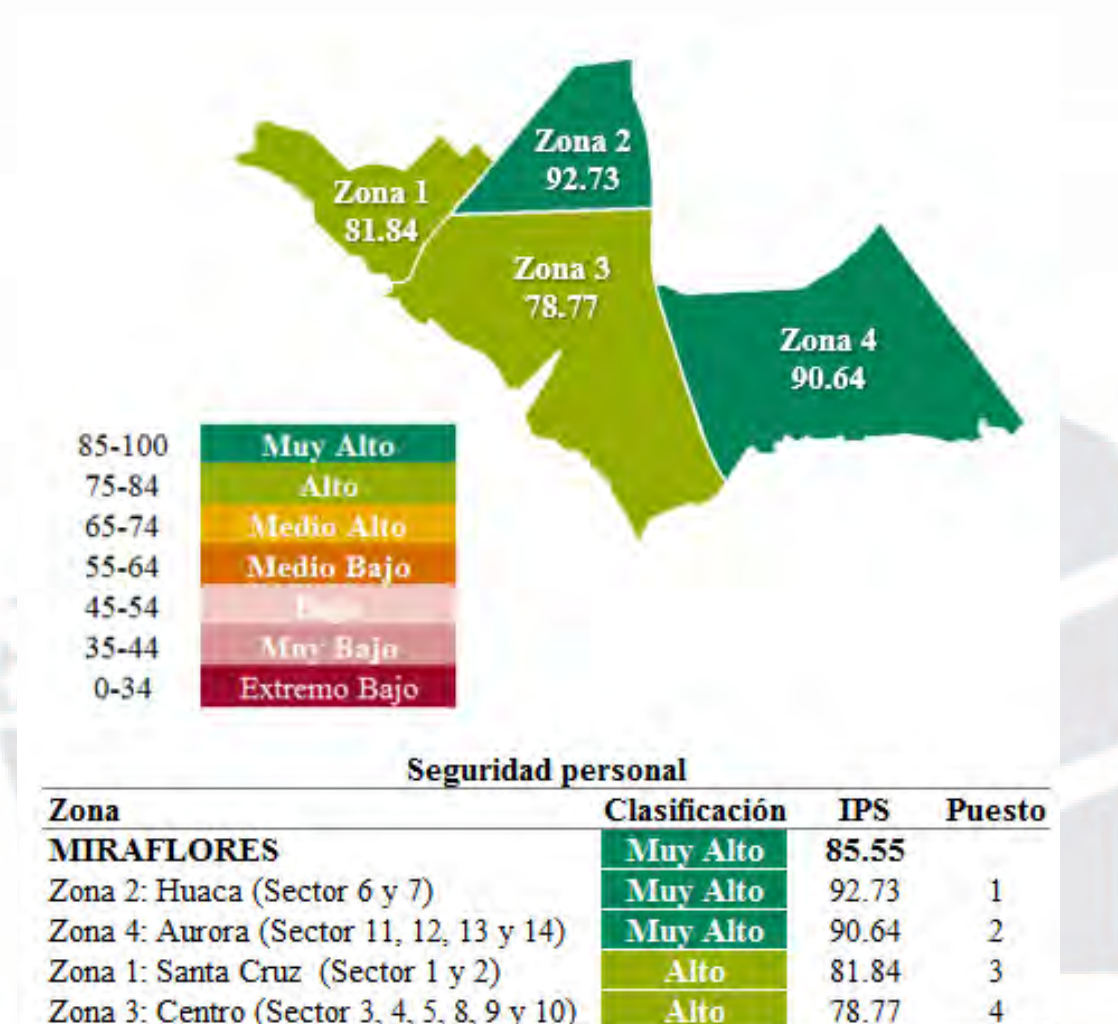 Zona 2
92.73
Zona 1
81.84
Zona 3
78.77
Zona 4
90.64
85-100 Muy Alto
75-84 Alto
65-74 Medio Alto
55-64 Medio Bajo
45-54
35-44 Muy Bajo
0-34 Extremo Bajo
Seguridad personal
Zona Clasificación IPS Puesto
MIRAFLORES Muy Alto 85.55
Zona 2: Huaca (Sector 6 y 7) Muy Alto 92.73 1
Zona 4: Aurora (Sector 11, 12, 13 y 14) Muy Alto 90.64 2
Zona 1: Santa Cruz (Sector 1 y 2) Alto 81.84 3
Zona 3: Centro (Sector 3, 4, 5, 8, 9 y 10) Alto 78.77 4